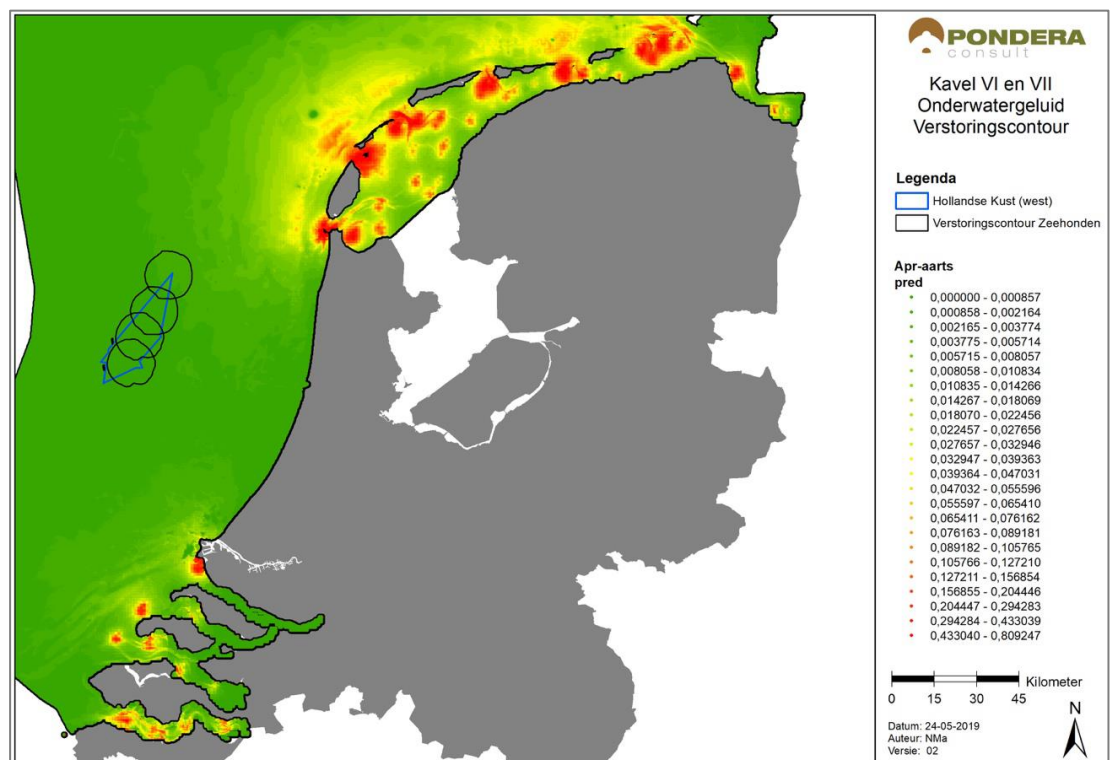 PONDERA
consult
Kavel VI en VII
Onderwatergeluid
Verstoringscontour
Legenda
Hollandse Kust (west)
Verstoringscontour Zeehonden
Apr-aarts
pred
0,000000 - 0,000857
0,000858 - 0,002164
0,002165 - 0,003774
0,003775 - 0,005714
0,005715 - 0,008057
0,008058 - 0,010834
0,010835 - 0,014266
0,014267 - 0,018069
0,018070 - 0,022456
0,022457 - 0,027656
0,027657 - 0,032946
0,032947 - 0,039363
0,039364 - 0,047031
0,047032 - 0,055596
0,055597 - 0,065410
0,065411 - 0,076162
0,076163 - 0,089181
0,089182 - 0,105765
0,105766 - 0,127210
0,127211 - 0,156854
0,156855 - 0,204446
0,204447 - 0,294283
0,294284 - 0,433039
0,433040 - 0,809247
Kilometer
0 15 30 45
N
Datum: 24-05-2019
Auteur: NMa
Versie: 02